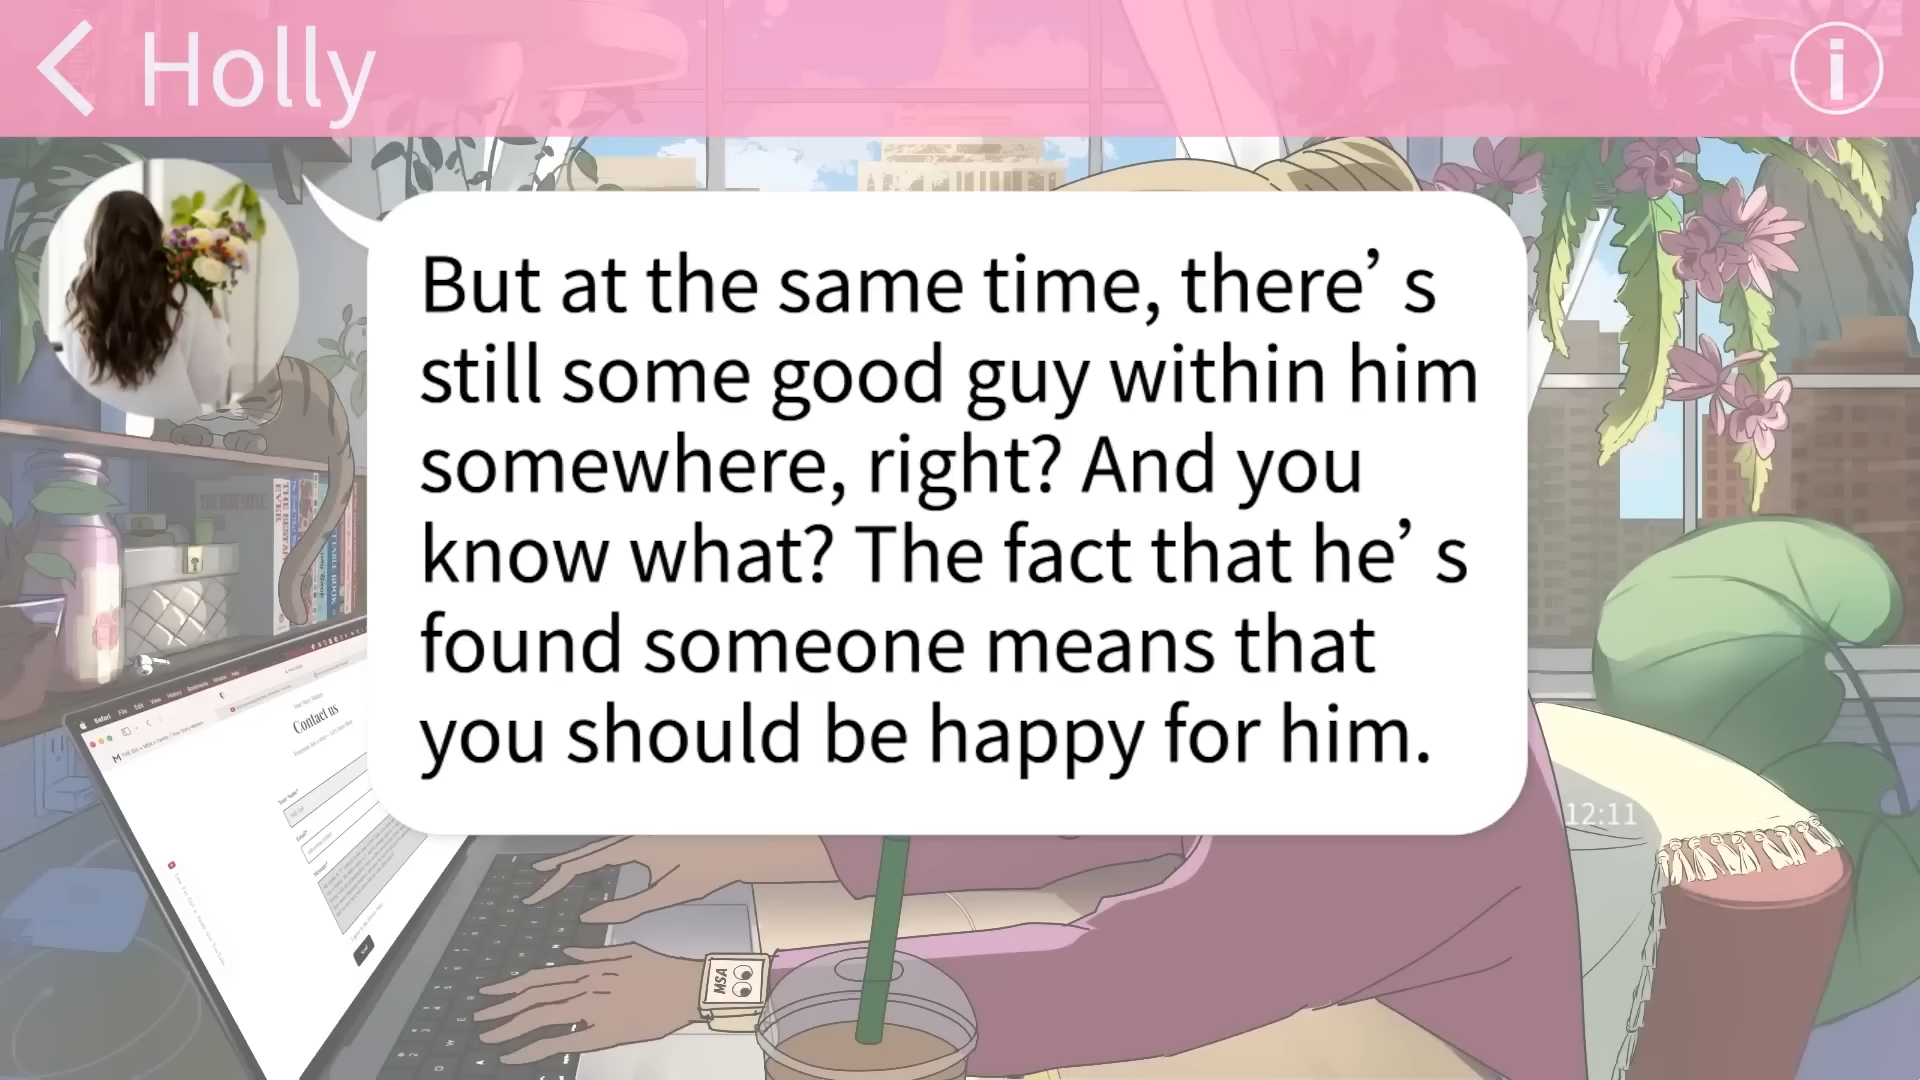 Holly
i
But at the same time, there’s
still some good guy within him
somewhere, right? And you
know what? The fact that he’s
found someone means that
you should be happy for him.
12:11
Contact us
MSA